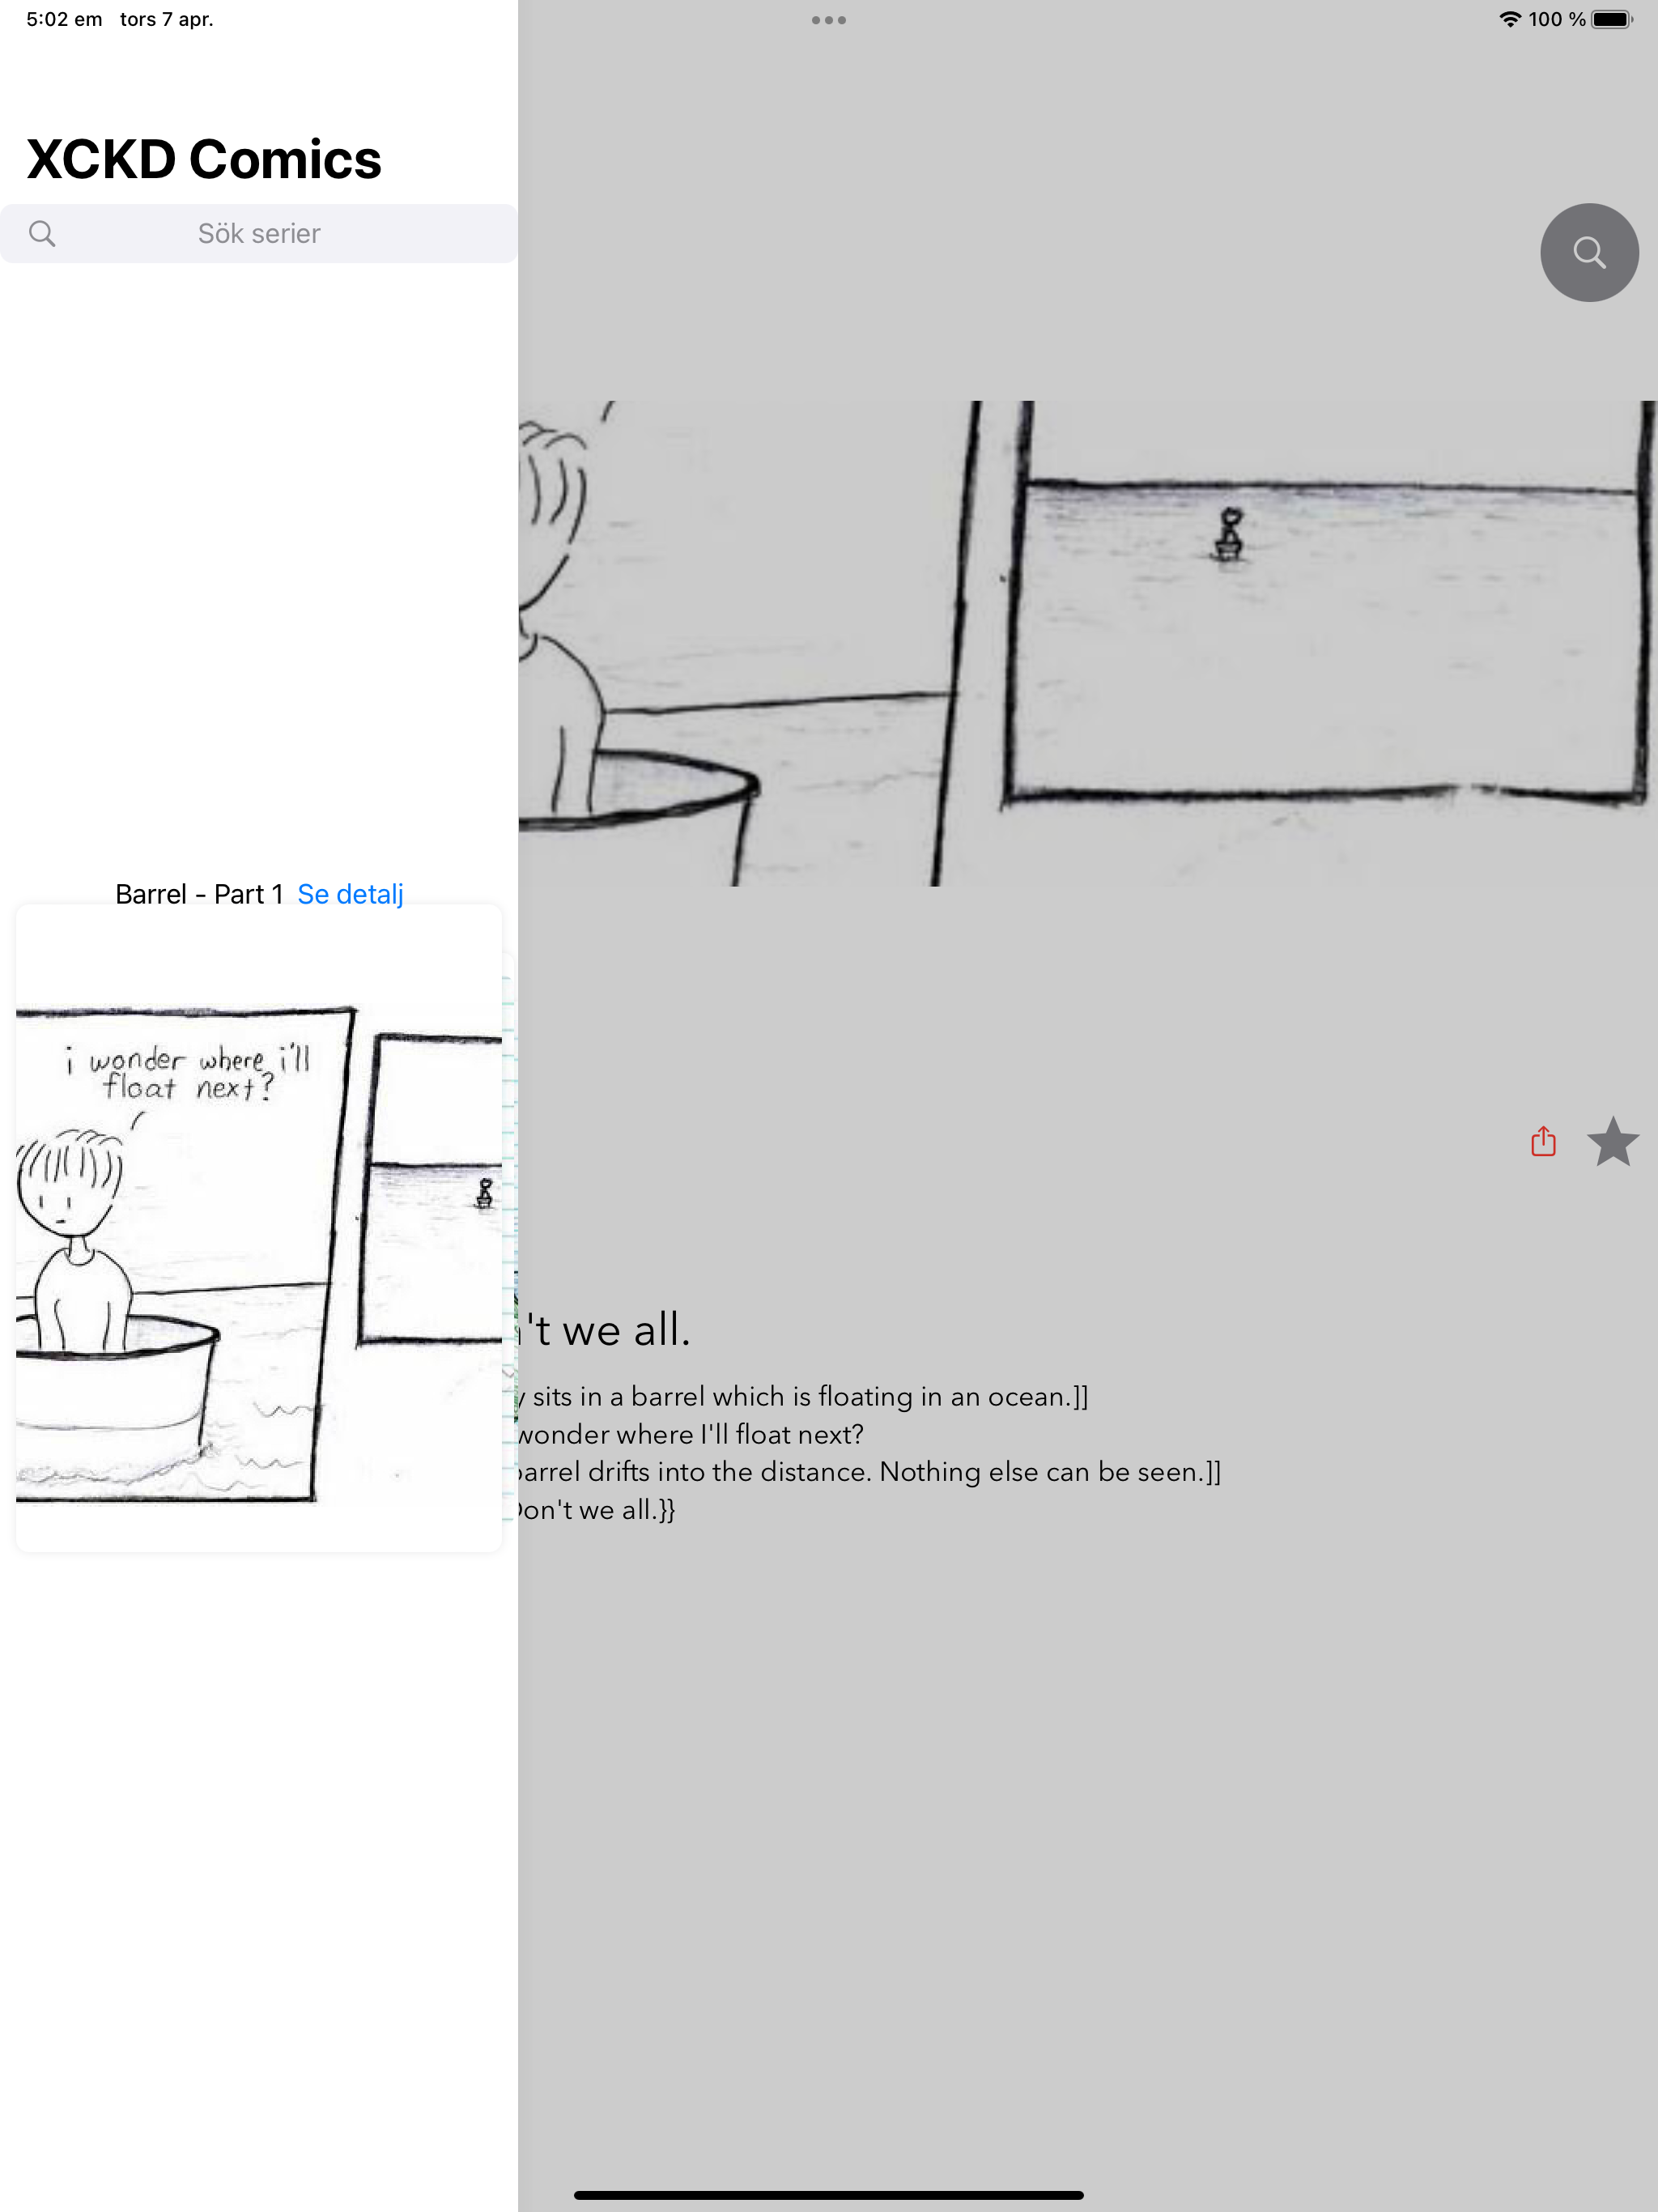 5:02 em tors 7 apr.
100 %
XCKD Comics
Sök serier
Barrel - Part 1 Se detalj
i wonder where i'll
float next?
't we all.
sits in a barrel which is floating in an ocean.]]
wonder where I'll float next?
barrel drifts into the distance. Nothing else can be seen.]]
Don't we all.}}